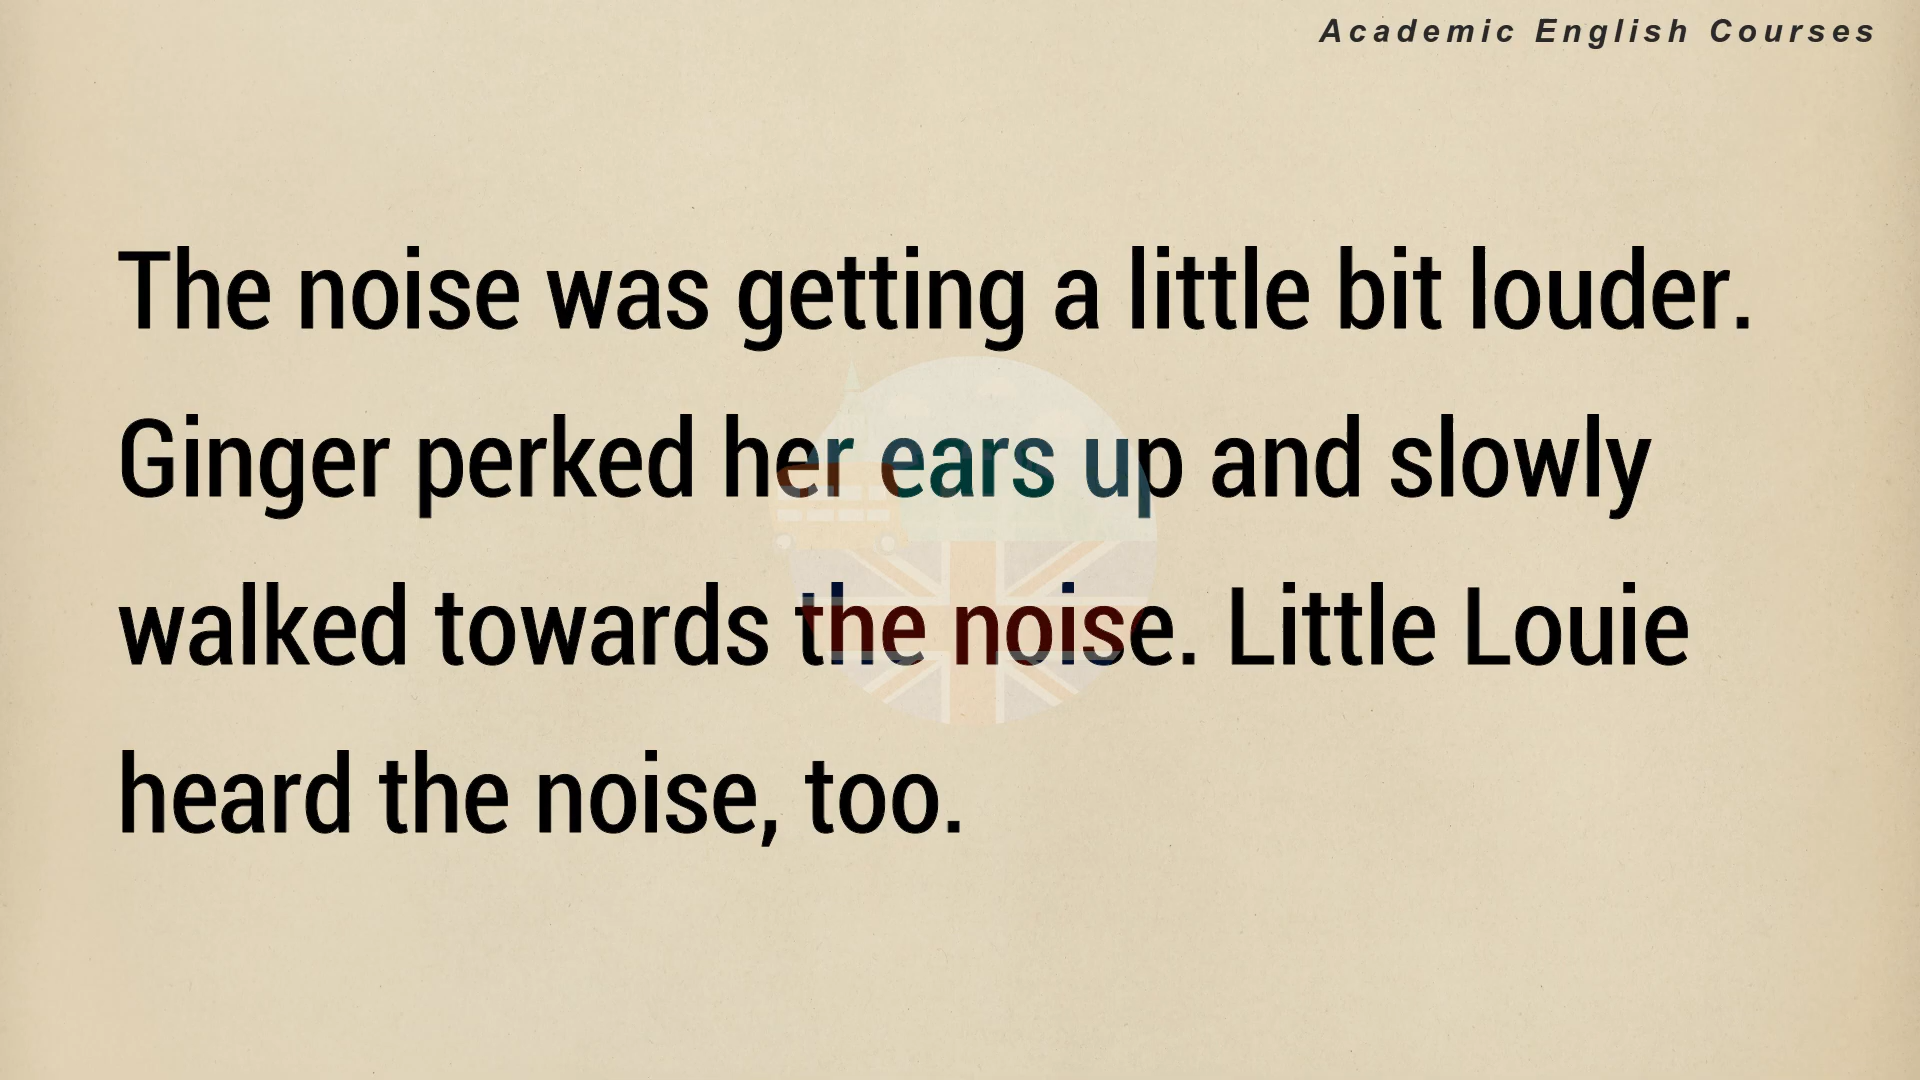 Academic English Courses
The noise was getting a little bit louder.
Ginger perked her ears up and slowly
walked towards the noise. Little Louie
heard the noise, too.